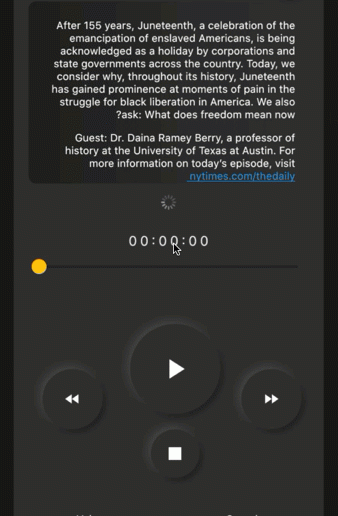 After 155 years, Juneteenth, a celebration of the
emancipation of enslaved Americans, is being
acknowledged as a holiday by corporations and
state governments across the country. Today, we
consider why, throughout its history, Juneteenth
has gained prominence at moments of pain in the
struggle for black liberation in America. We also
?ask: What does freedom mean now
Guest: Dr. Daina Ramey Berry, a professor of
history at the University of Texas at Austin. For
more information on today’s episode, visit
nytimes.com/thedaily
00:00:00